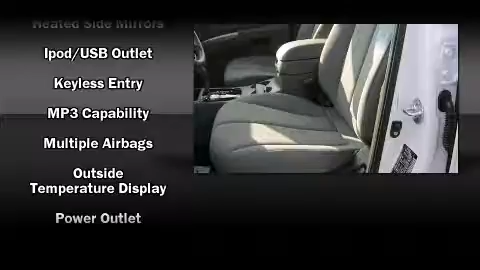 Heated Side Mirrors
Ipod/USB Outlet
Keyless Entry
MP3 Capability
Multiple Airbags
Outside
Temperature Display
Power Outlet